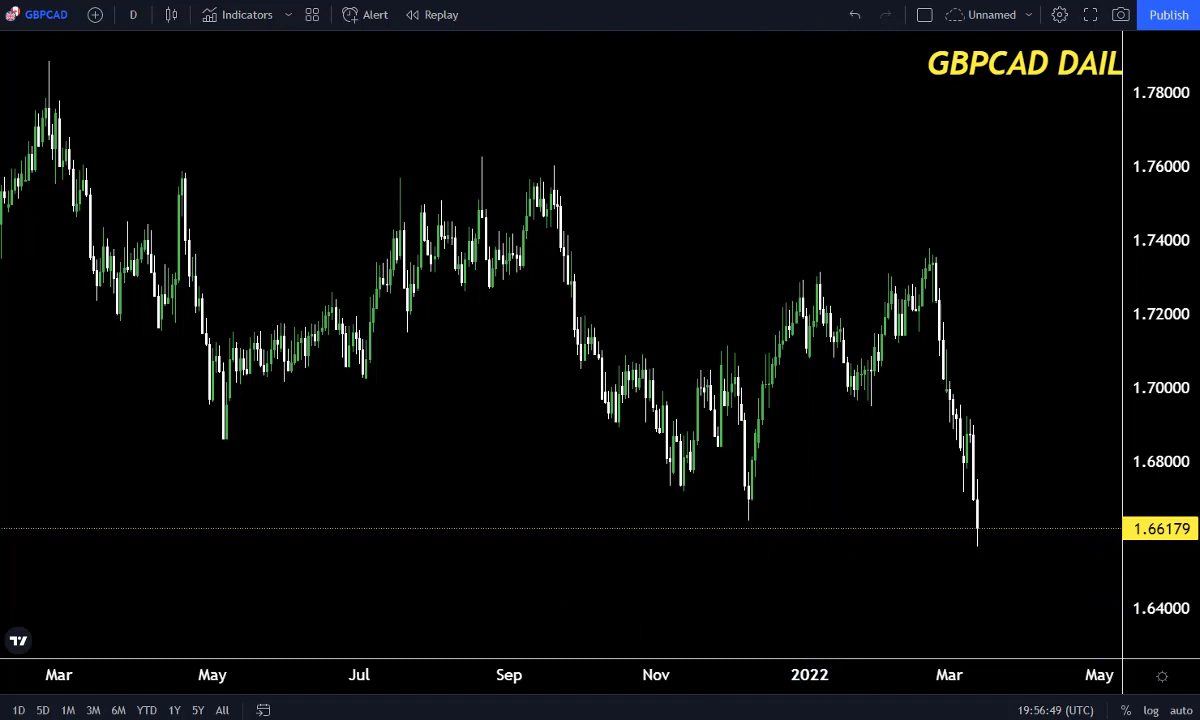 GBPCAD D Indicators Alert Replay Unnamed Publish
GBPCAD DAIL
1.78000
1.76000
1.74000
1.72000
1.70000
1.68000
1.66179
1.64000
Mar May Jul Sep Nov 2022 Mar May
1D 5D 1M 3M 6M YTD 1Y 5Y All 19:56:49 (UTC) % log auto